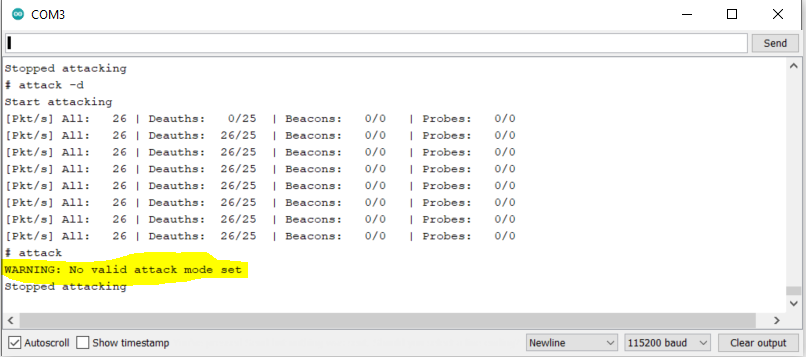 COM3
Send
Stopped attacking
# attack -d
Start attacking
[Pkt/s] All: 26 | Deauths: 0/25 | Beacons: 0/0 | Probes: 0/0
[Pkt/s] All: 26 | Deauths: 26/25 | Beacons: 0/0 | Probes: 0/0
[Pkt/s] All: 26 | Deauths: 26/25 | Beacons: 0/0 | Probes: 0/0
[Pkt/s] All: 26 | Deauths: 26/25 | Beacons: 0/0 | Probes: 0/0
[Pkt/s] All: 26 | Deauths: 26/25 | Beacons: 0/0 | Probes: 0/0
[Pkt/s] All: 26 | Deauths: 26/25 | Beacons: 0/0 | Probes: 0/0
[Pkt/s] All: 26 | Deauths: 26/25 | Beacons: 0/0 | Probes: 0/0
[Pkt/s] All: 26 | Deauths: 26/25 | Beacons: 0/0 | Probes: 0/0
# attack
WARNING: No valid attack mode set
Stopped attacking
Autoscroll Show timestamp Newline 115200 baud Clear output